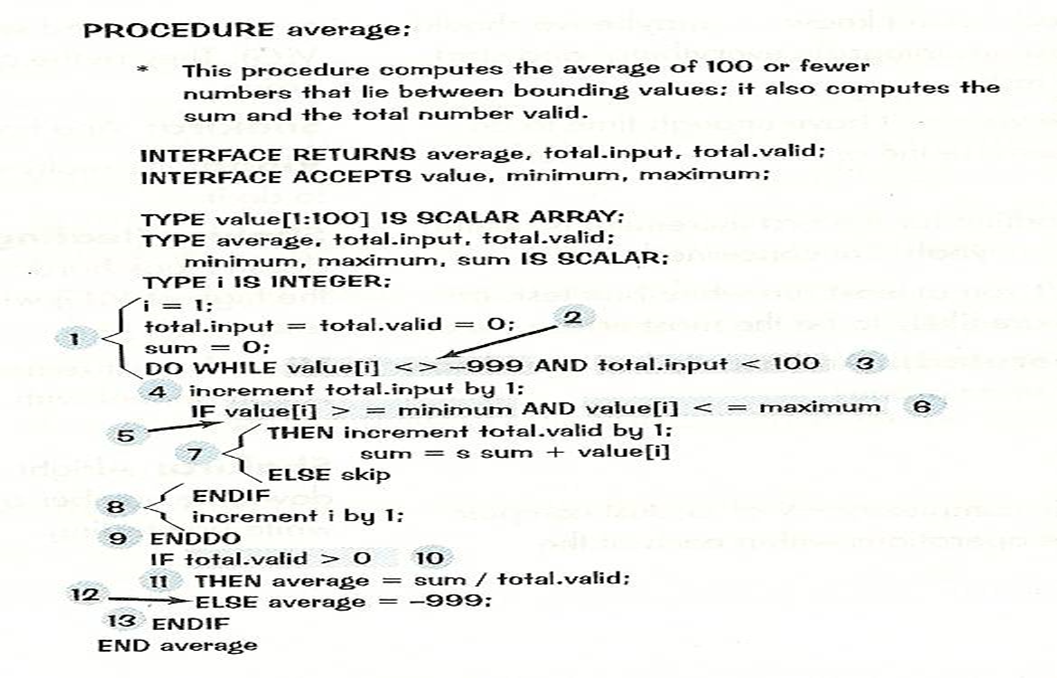 PROCEDURE average;
* This procedure computes the average of 100 or fewer
numbers that lie between bounding values; it also computes the
sum and the total number valid.
INTERFACE RETURNS average, total.input, total.valid;
INTERFACE ACCEPTS value, minimum, maximum;
TYPE value[1:100] IS SCALAR ARRAY;
TYPE average, total.input, total.valid;
minimum, maximum, sum IS SCALAR;
TYPE i IS INTEGER;
i = 1;
total.input = total.valid = 0; 2
1 sum = 0;
DO WHILE value[i] <> –999 AND total.input < 100 3
4 increment total.input by 1;
IF value[i] > = minimum AND value[i] < = maximum 6
5 THEN increment total.valid by 1;
7 sum = s sum + value[i]
ELSE skip
8 ENDIF
increment i by 1;
9 ENDDO
IF total.valid > 0 10
11 THEN average = sum / total.valid;
12 ELSE average = –999;
13 ENDIF
END average